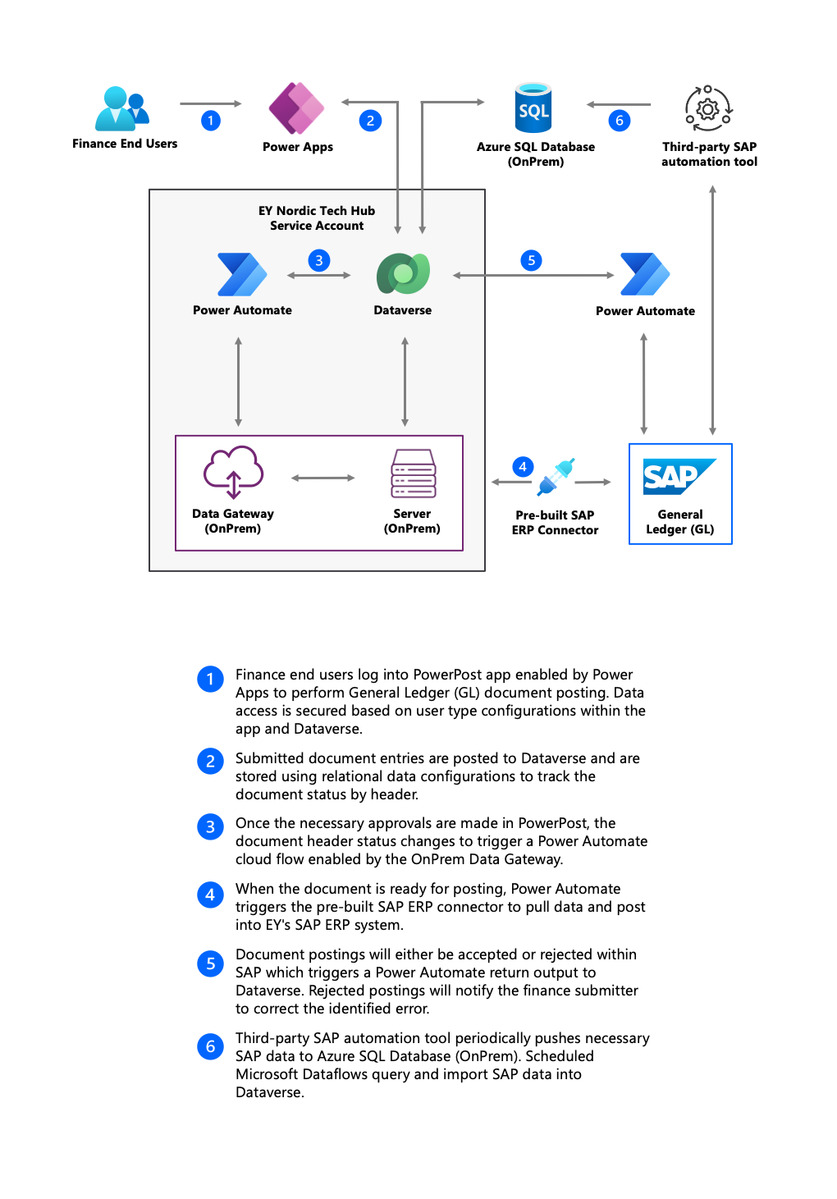 1
2
SQL
6
Finance End Users
Power Apps
Azure SQL Database
(OnPrem)
Third-party SAP
automation tool
EY Nordic Tech Hub
Service Account
3
5
Power Automate
Dataverse
Power Automate
4
SAP
Data Gateway
(OnPrem)
Server
(OnPrem)
Pre-built SAP
ERP Connector
General
Ledger (GL)
1
Finance end users log into PowerPost app enabled by Power
Apps to perform General Ledger (GL) document posting. Data
access is secured based on user type configurations within the
app and Dataverse.
2
Submitted document entries are posted to Dataverse and are
stored using relational data configurations to track the
document status by header.
3
Once the necessary approvals are made in PowerPost, the
document header status changes to trigger a Power Automate
cloud flow enabled by the OnPrem Data Gateway.
4
When the document is ready for posting, Power Automate
triggers the pre-built SAP ERP connector to pull data and post
into EY's SAP ERP system.
5
Document postings will either be accepted or rejected within
SAP which triggers a Power Automate return output to
Dataverse. Rejected postings will notify the finance submitter
to correct the identified error.
6
Third-party SAP automation tool periodically pushes necessary
SAP data to Azure SQL Database (OnPrem). Scheduled
Microsoft Dataflows query and import SAP data into
Dataverse.